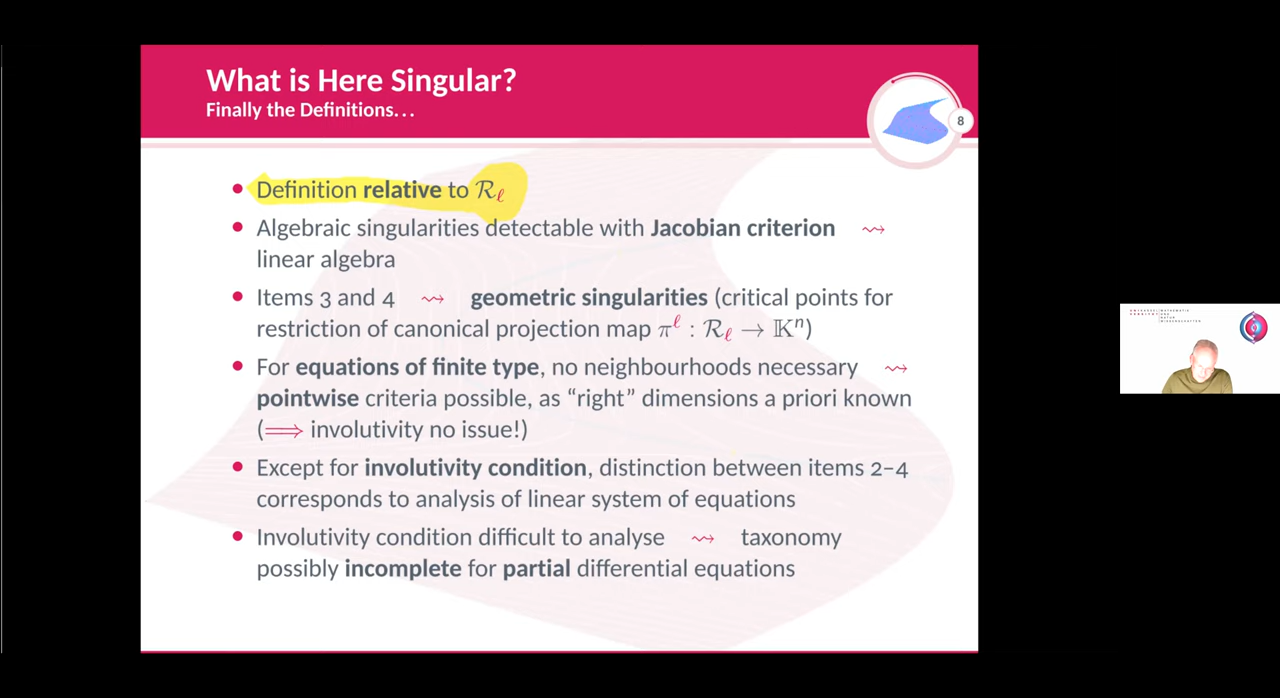 What is Here Singular?
Finally the Definitions...
8
• Definition relative to 𝓡ℓ
• Algebraic singularities detectable with Jacobian criterion ⇝
linear algebra
• Items 3 and 4 ⇝ geometric singularities (critical points for
restriction of canonical projection map π^ℓ : 𝓡ℓ → 𝕂ⁿ)
• For equations of finite type, no neighbourhoods necessary ⇝
pointwise criteria possible, as “right” dimensions a priori known
(⟹ involutivity no issue!)
• Except for involutivity condition, distinction between items 2–4
corresponds to analysis of linear system of equations
• Involutivity condition difficult to analyse ⇝ taxonomy
possibly incomplete for partial differential equations